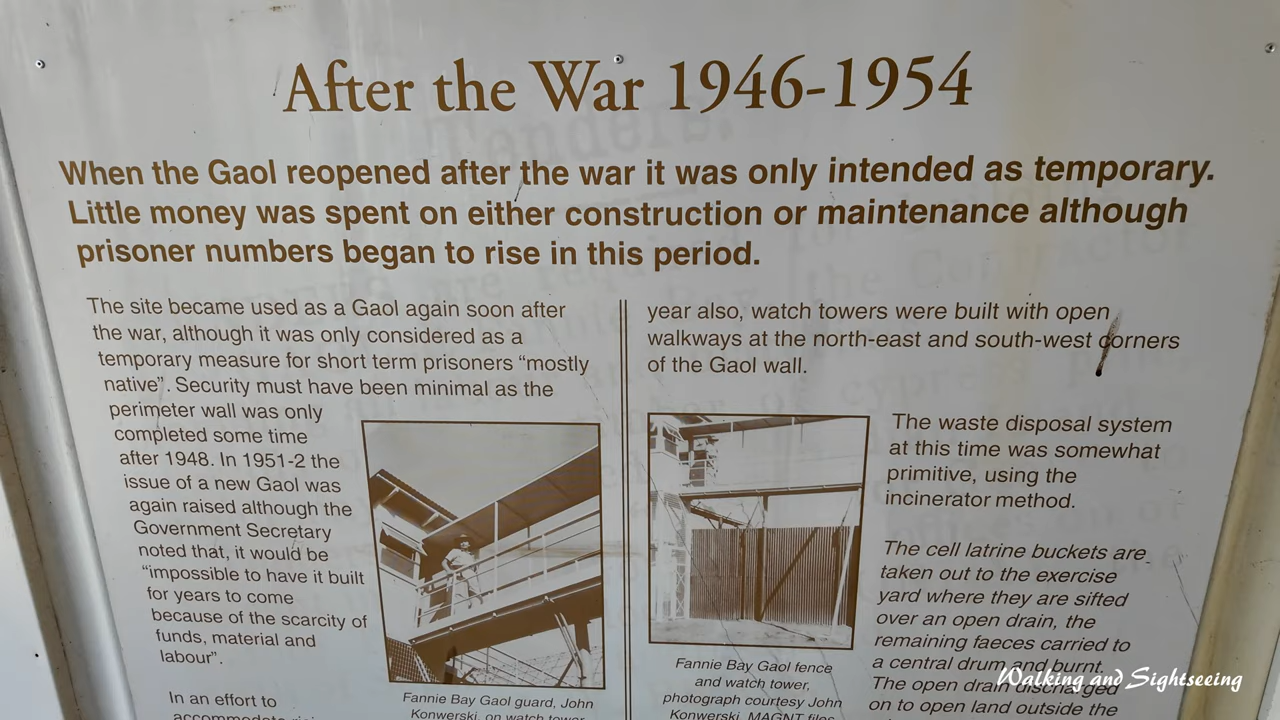 After the War 1946-1954
When the Gaol reopened after the war it was only intended as temporary.
Little money was spent on either construction or maintenance although
prisoner numbers began to rise in this period.
The site became used as a Gaol again soon after
the war, although it was only considered as a
temporary measure for short term prisoners “mostly
native”. Security must have been minimal as the
perimeter wall was only
completed some time
after 1948. In 1951-2 the
issue of a new Gaol was
again raised although the
Government Secretary
noted that, it would be
“impossible to have it built
for years to come
because of the scarcity of
funds, material and
labour”.
In an effort to
Fannie Bay Gaol guard, John
Konwerski, on watch tower
year also, watch towers were built with open
walkways at the north-east and south-west corners
of the Gaol wall.
Fannie Bay Gaol fence
and watch tower,
photograph courtesy John
Konwerski, MAGNT files
The waste disposal system
at this time was somewhat
primitive, using the
incinerator method.
The cell latrine buckets are
taken out to the exercise
yard where they are sifted
over an open drain, the
remaining faeces carried to
a central drum and burnt.
The open drain discharged
on to open land outside the
Walking and Sightseeing